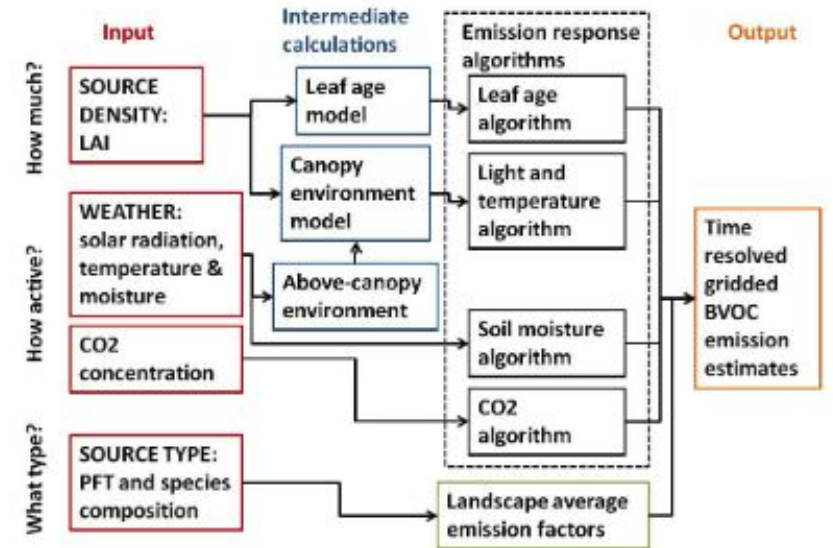 Input
Intermediate
calculations
Emission response
algorithms
Output
How much?
SOURCE
DENSITY:
LAI
Leaf age
model
Leaf age
algorithm
Canopy
environment
model
Light and
temperature
algorithm
How active?
WEATHER:
solar radiation,
temperature &
moisture
Above-canopy
environment
Time
resolved
gridded
BVOC
emission
estimates
Soil moisture
algorithm
CO2
concentration
CO2
algorithm
What type?
SOURCE TYPE:
PFT and species
composition
Landscape average
emission factors